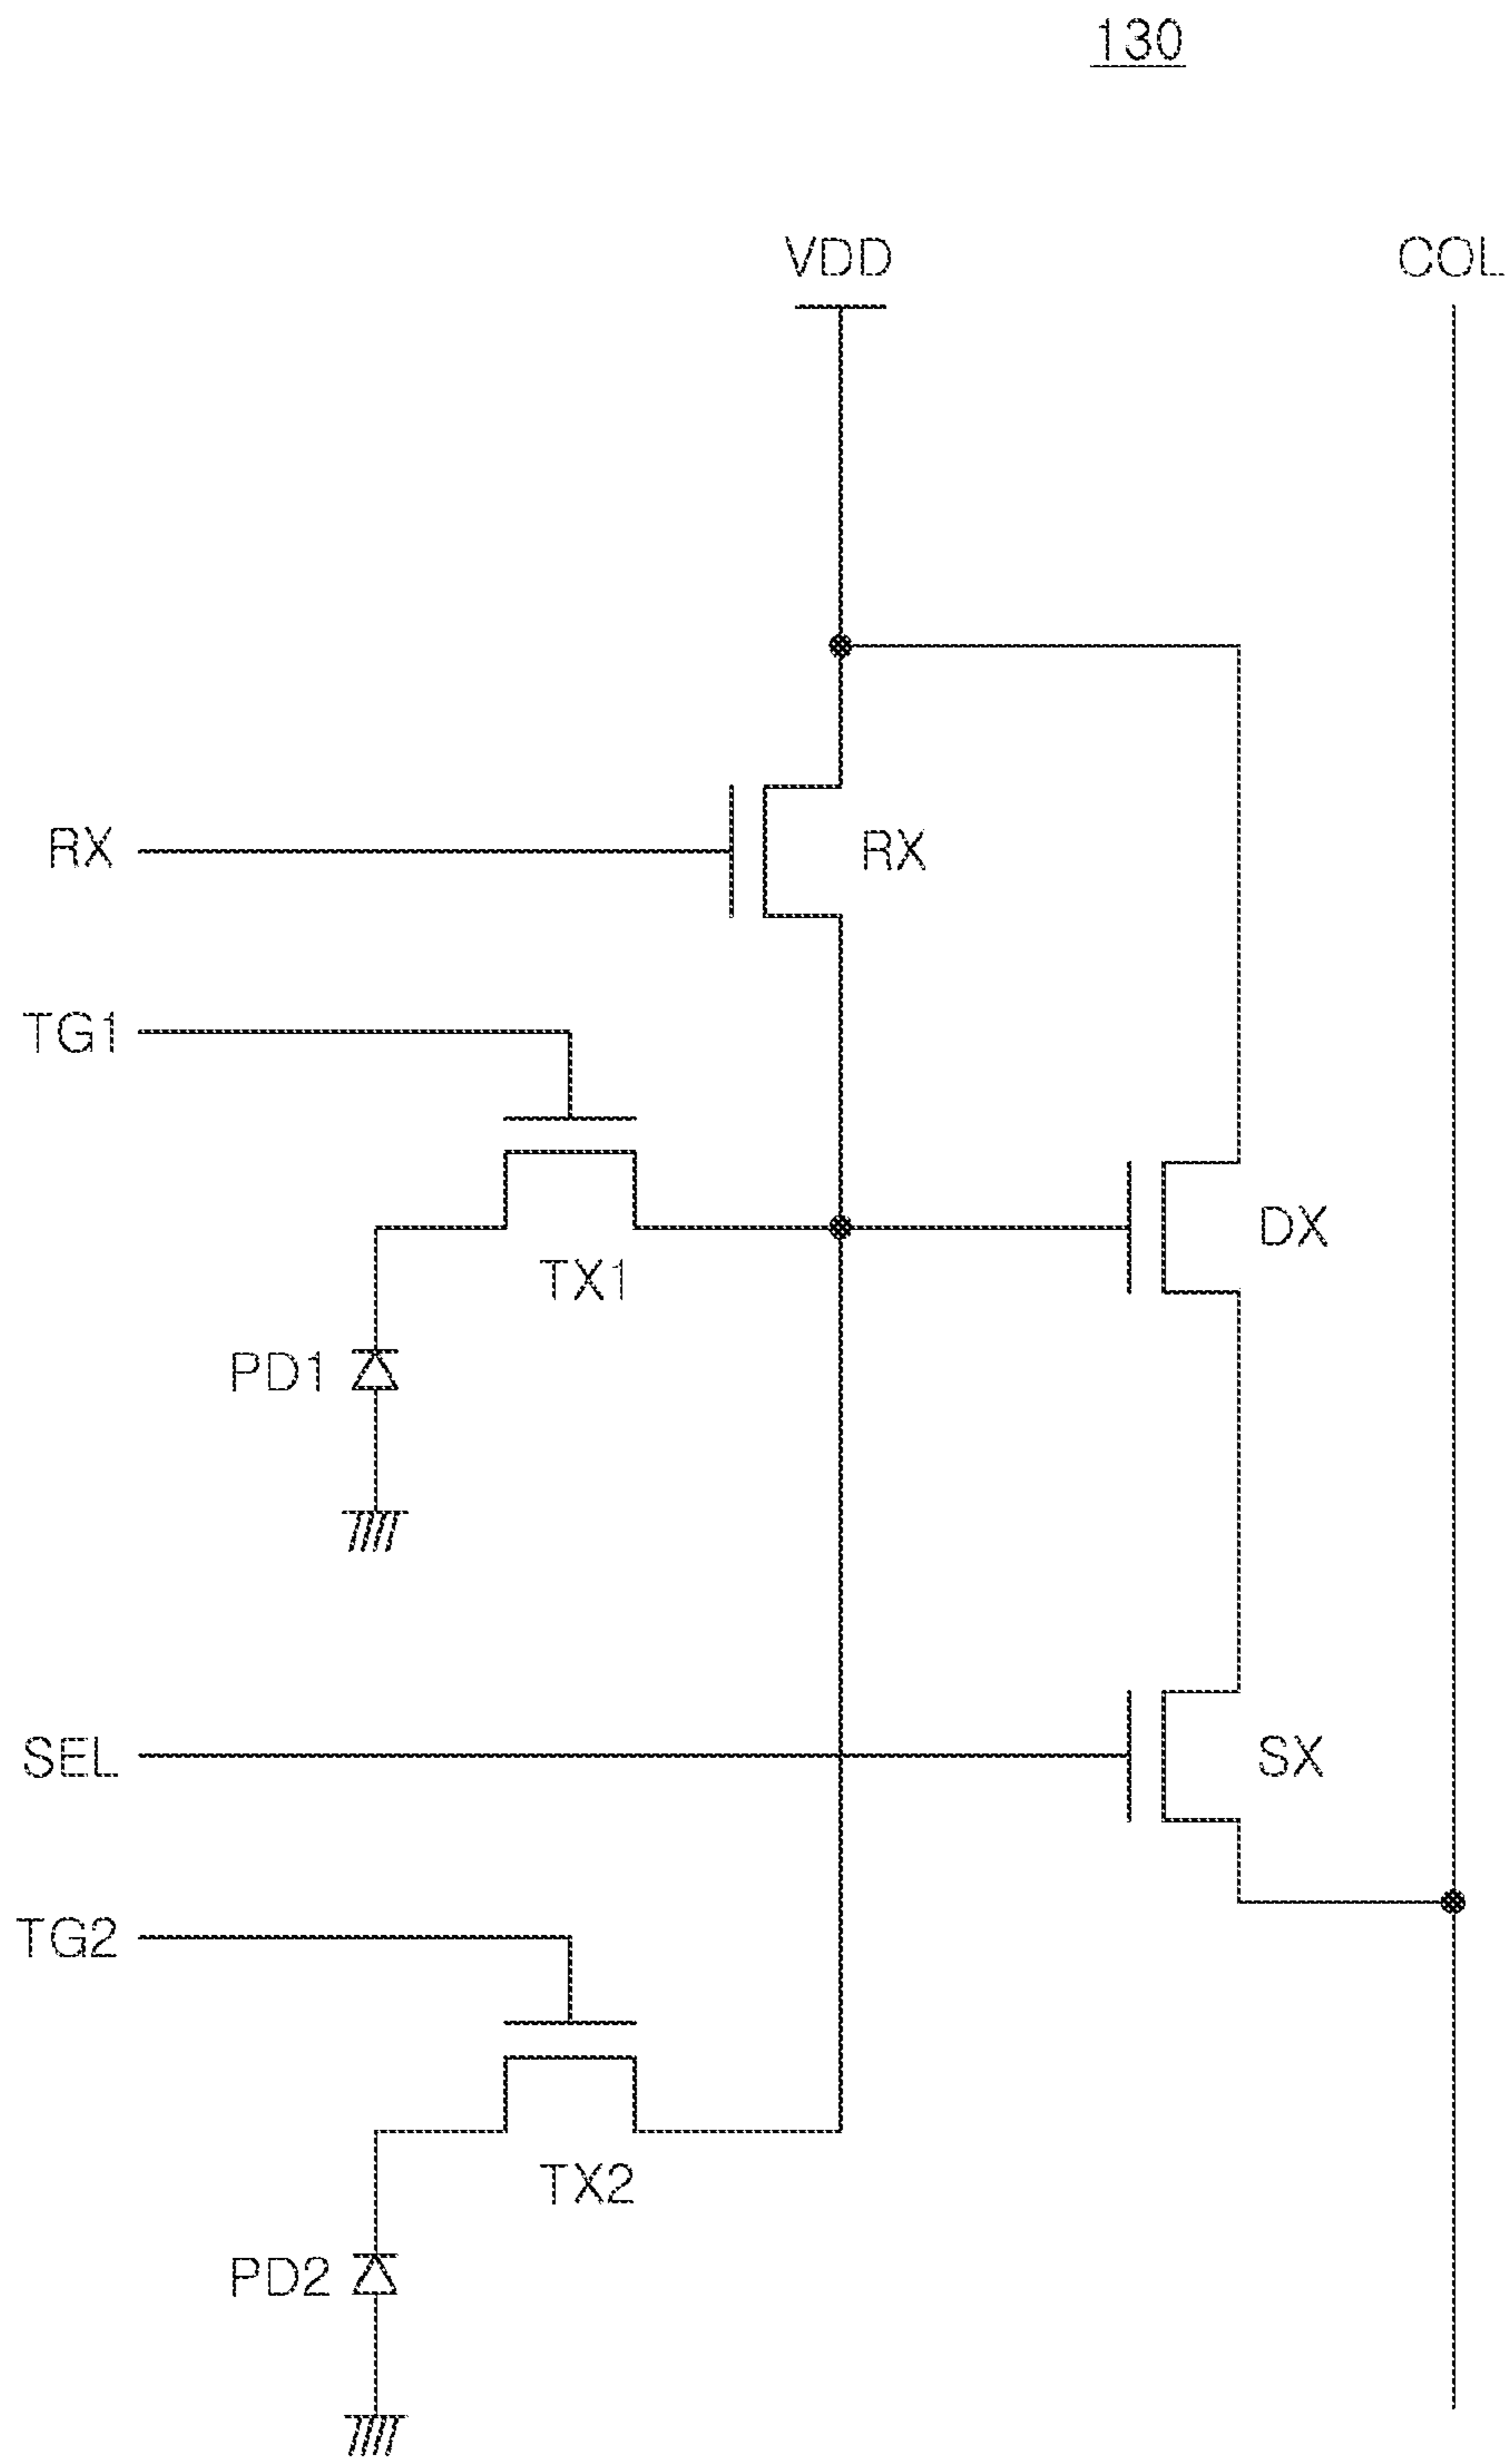 130
VDD
COL
RX
RX
TG1
DX
TX1
PD1
SEL
SX
TG2
TX2
PD2